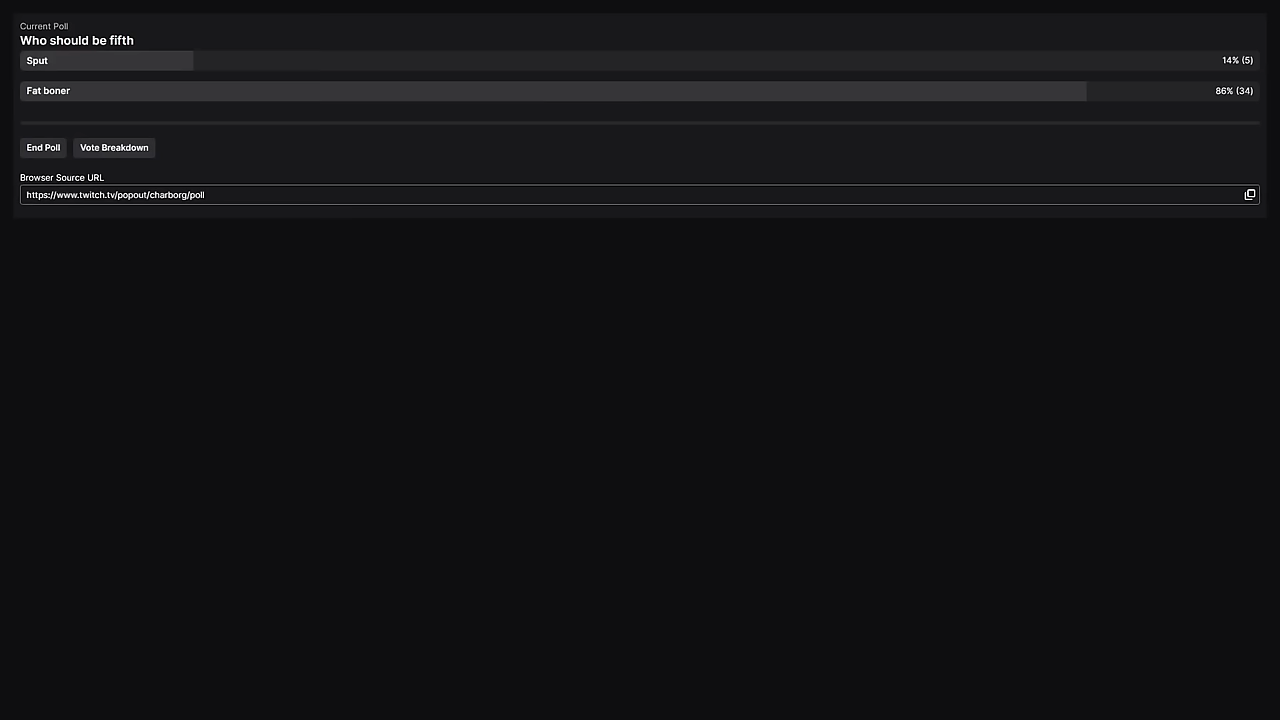 Current Poll
Who should be fifth
Sput 14% (5)
Fat boner 86% (34)
End Poll Vote Breakdown
Browser Source URL
https://www.twitch.tv/popout/charborg/poll